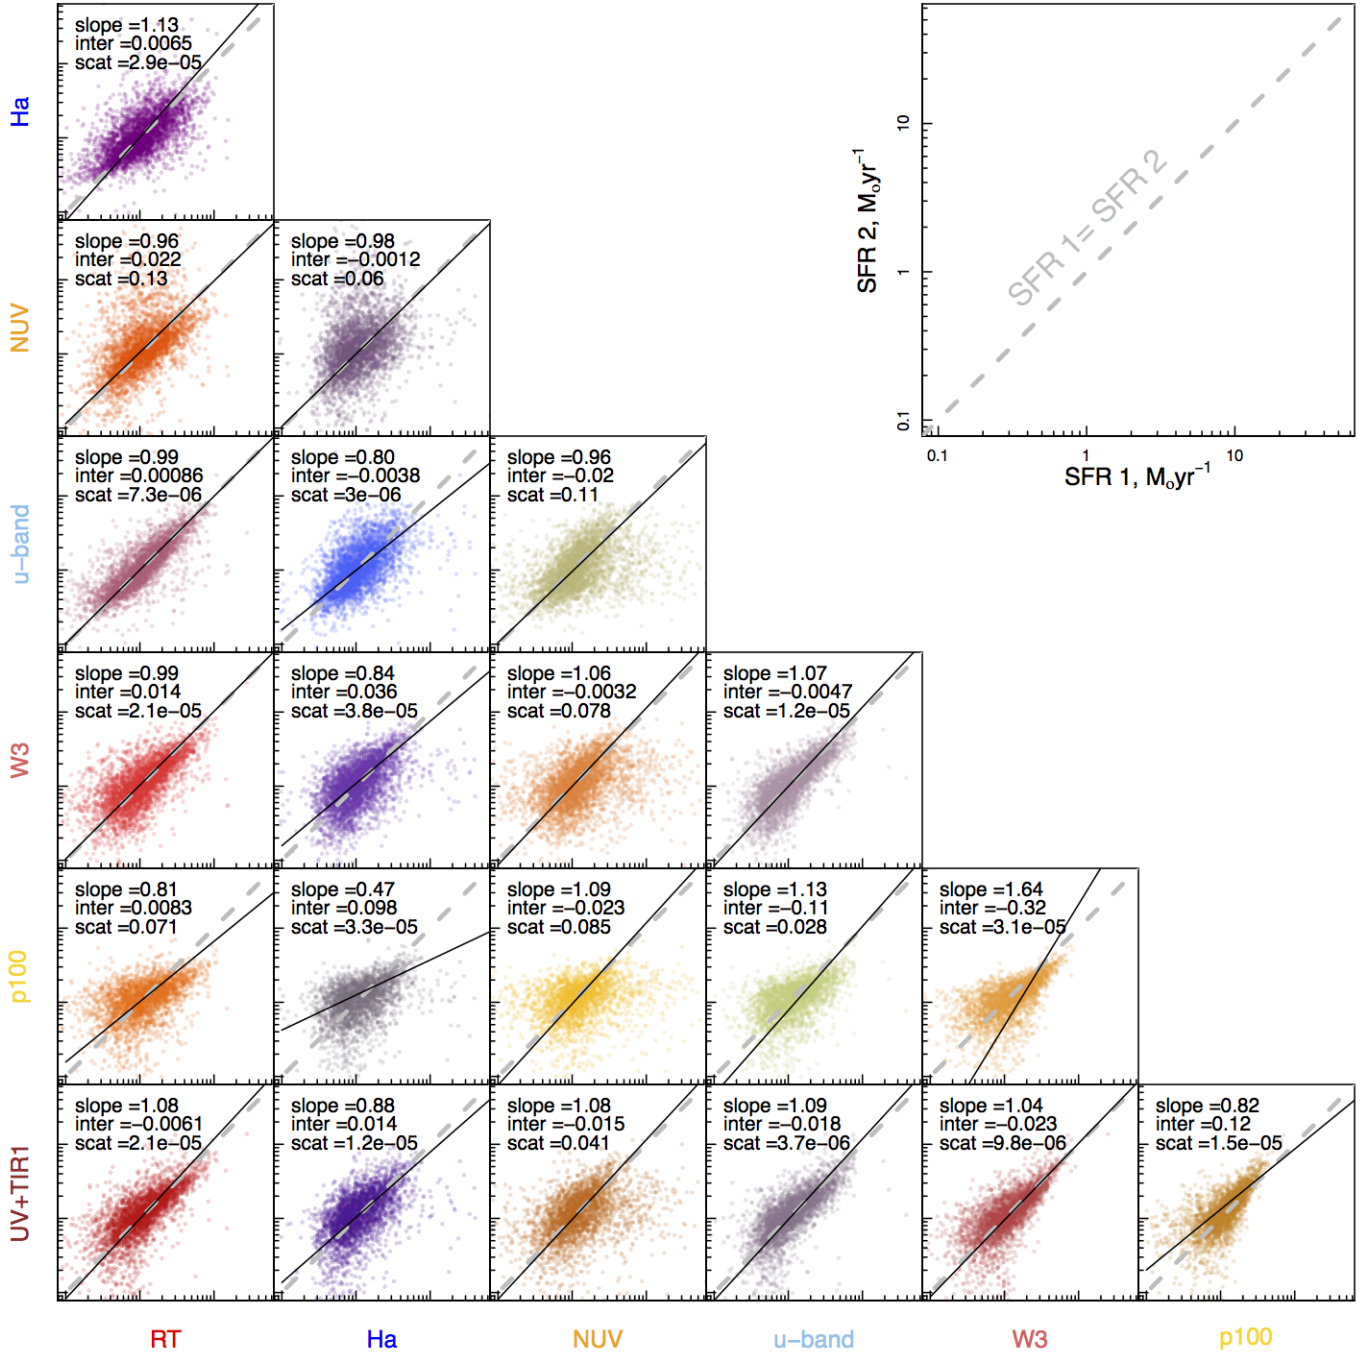 slope =1.13
inter =0.0065
scat =2.9e−05
Ha
10
1
0.1
SFR 2, Mₒyr⁻¹
SFR 1= SFR 2
0.1 1 10
SFR 1, Mₒyr⁻¹
NUV
slope =0.96
inter =0.022
scat =0.13
slope =0.98
inter =−0.0012
scat =0.06
u−band
slope =0.99
inter =0.00086
scat =7.3e−06
slope =0.80
inter =−0.0038
scat =3e−06
slope =0.96
inter =−0.02
scat =0.11
W3
slope =0.99
inter =0.014
scat =2.1e−05
slope =0.84
inter =0.036
scat =3.8e−05
slope =1.06
inter =−0.0032
scat =0.078
slope =1.07
inter =−0.0047
scat =1.2e−05
p100
slope =0.81
inter =0.0083
scat =0.071
slope =0.47
inter =0.098
scat =3.3e−05
slope =1.09
inter =−0.023
scat =0.085
slope =1.13
inter =−0.11
scat =0.028
slope =1.64
inter =−0.32
scat =3.1e−05
UV+TIR1
slope =1.08
inter =−0.0061
scat =2.1e−05
slope =0.88
inter =0.014
scat =1.2e−05
slope =1.08
inter =−0.015
scat =0.041
slope =1.09
inter =−0.018
scat =3.7e−06
slope =1.04
inter =−0.023
scat =9.8e−06
slope =0.82
inter =0.12
scat =1.5e−05
RT Ha NUV u−band W3 p100